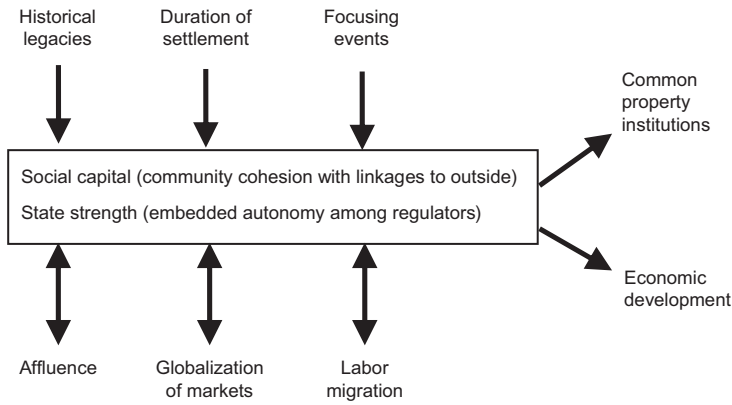 Historical
legacies
Duration of
settlement
Focusing
events
Common
property
institutions
Social capital (community cohesion with linkages to outside)
State strength (embedded autonomy among regulators)
Economic
development
Affluence
Globalization
of markets
Labor
migration